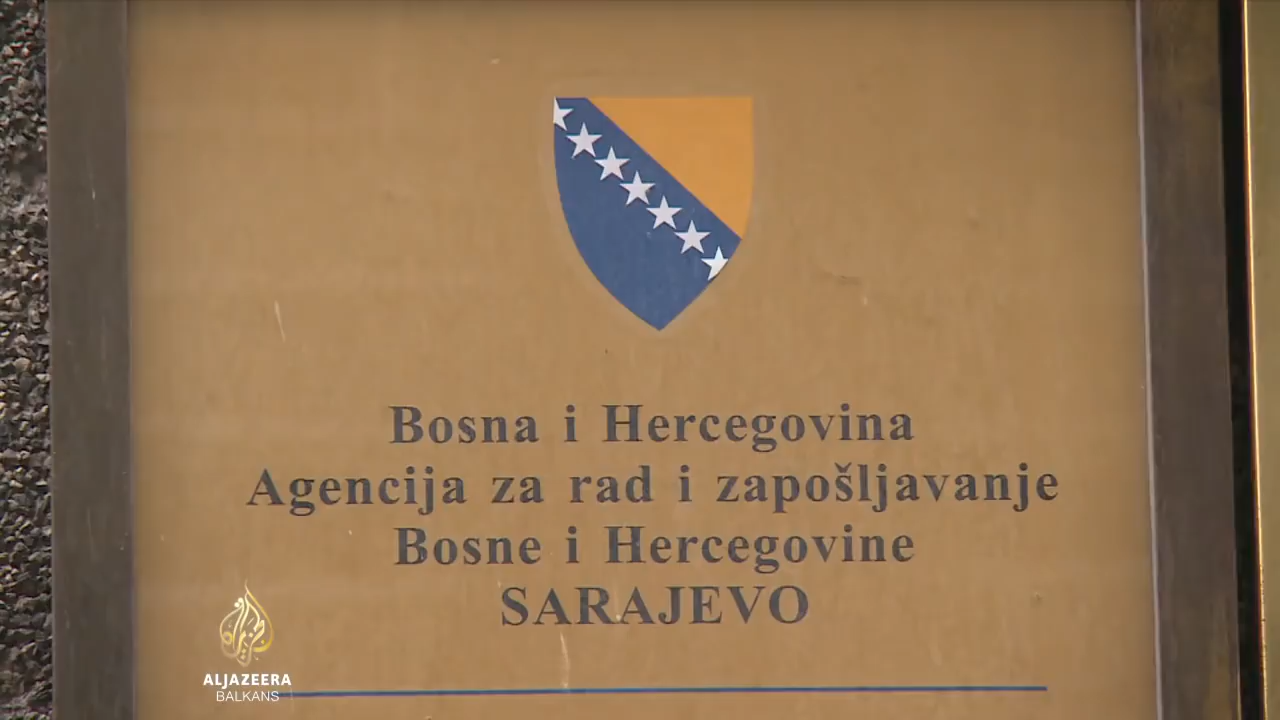 Bosna i Hercegovina
Agencija za rad i zapošljavanje
Bosne i Hercegovine
SARAJEVO
ALJAZEERA
BALKANS